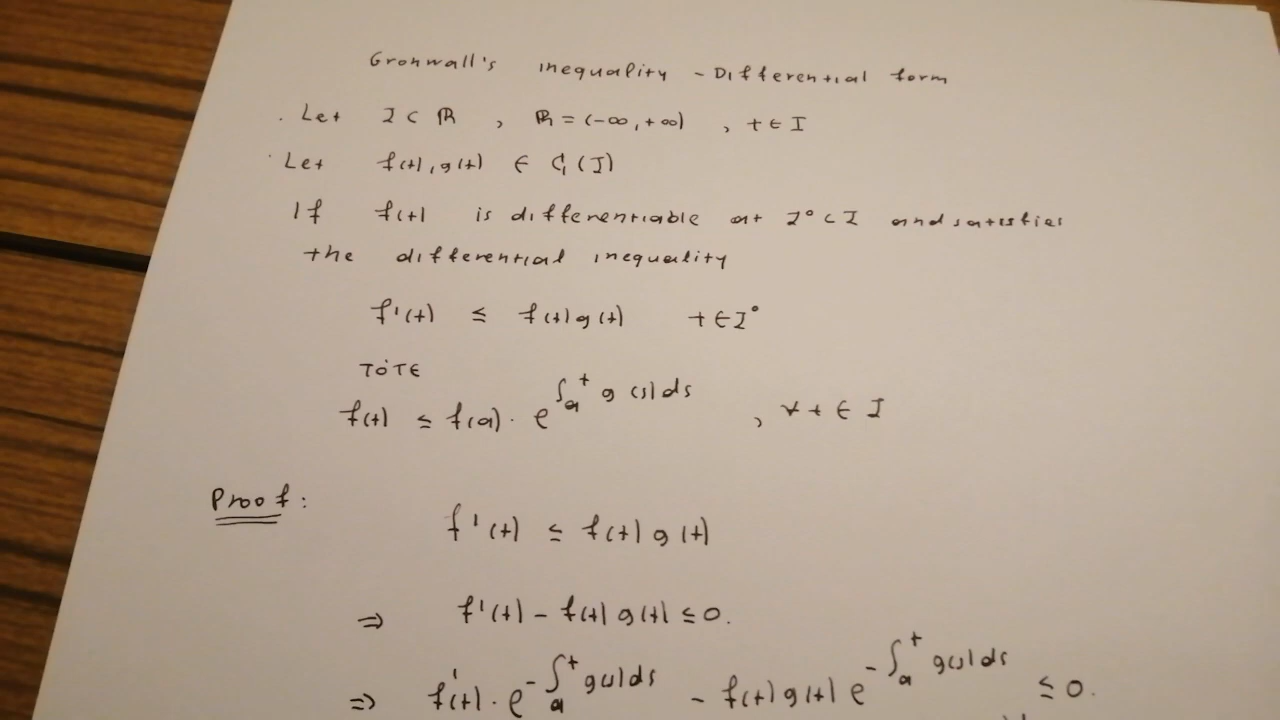 Gronwall's inequality - Differential form
. Let I ⊂ ℝ , ℝ = (-∞, +∞) , t ∈ I
. Let f(t), g(t) ∈ C(I)
If f(t) is differentiable at I° ⊂ I and satisfies
the differential inequality
f'(t) ≤ f(t) g(t) t ∈ I°
τότε
f(t) ≤ f(a) · e^{∫_a^t g(s) ds} , ∀ t ∈ I
Proof:
f'(t) ≤ f(t) g(t)
⇒ f'(t) - f(t) g(t) ≤ 0.
⇒ f'(t) · e^{-∫_a^t g(s) ds} - f(t) g(t) e^{-∫_a^t g(s) ds} ≤ 0.